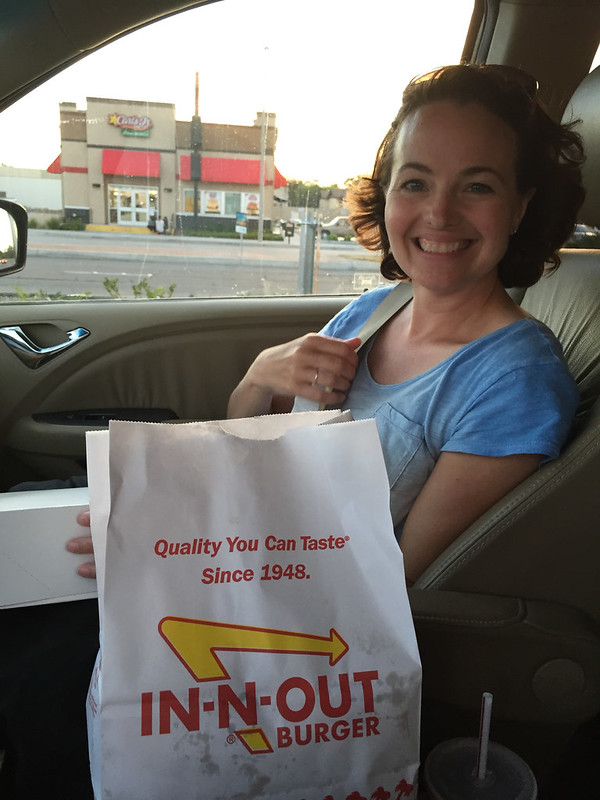 Carl's Jr.
Quality You Can Taste®
Since 1948.
IN-N-OUT
® BURGER